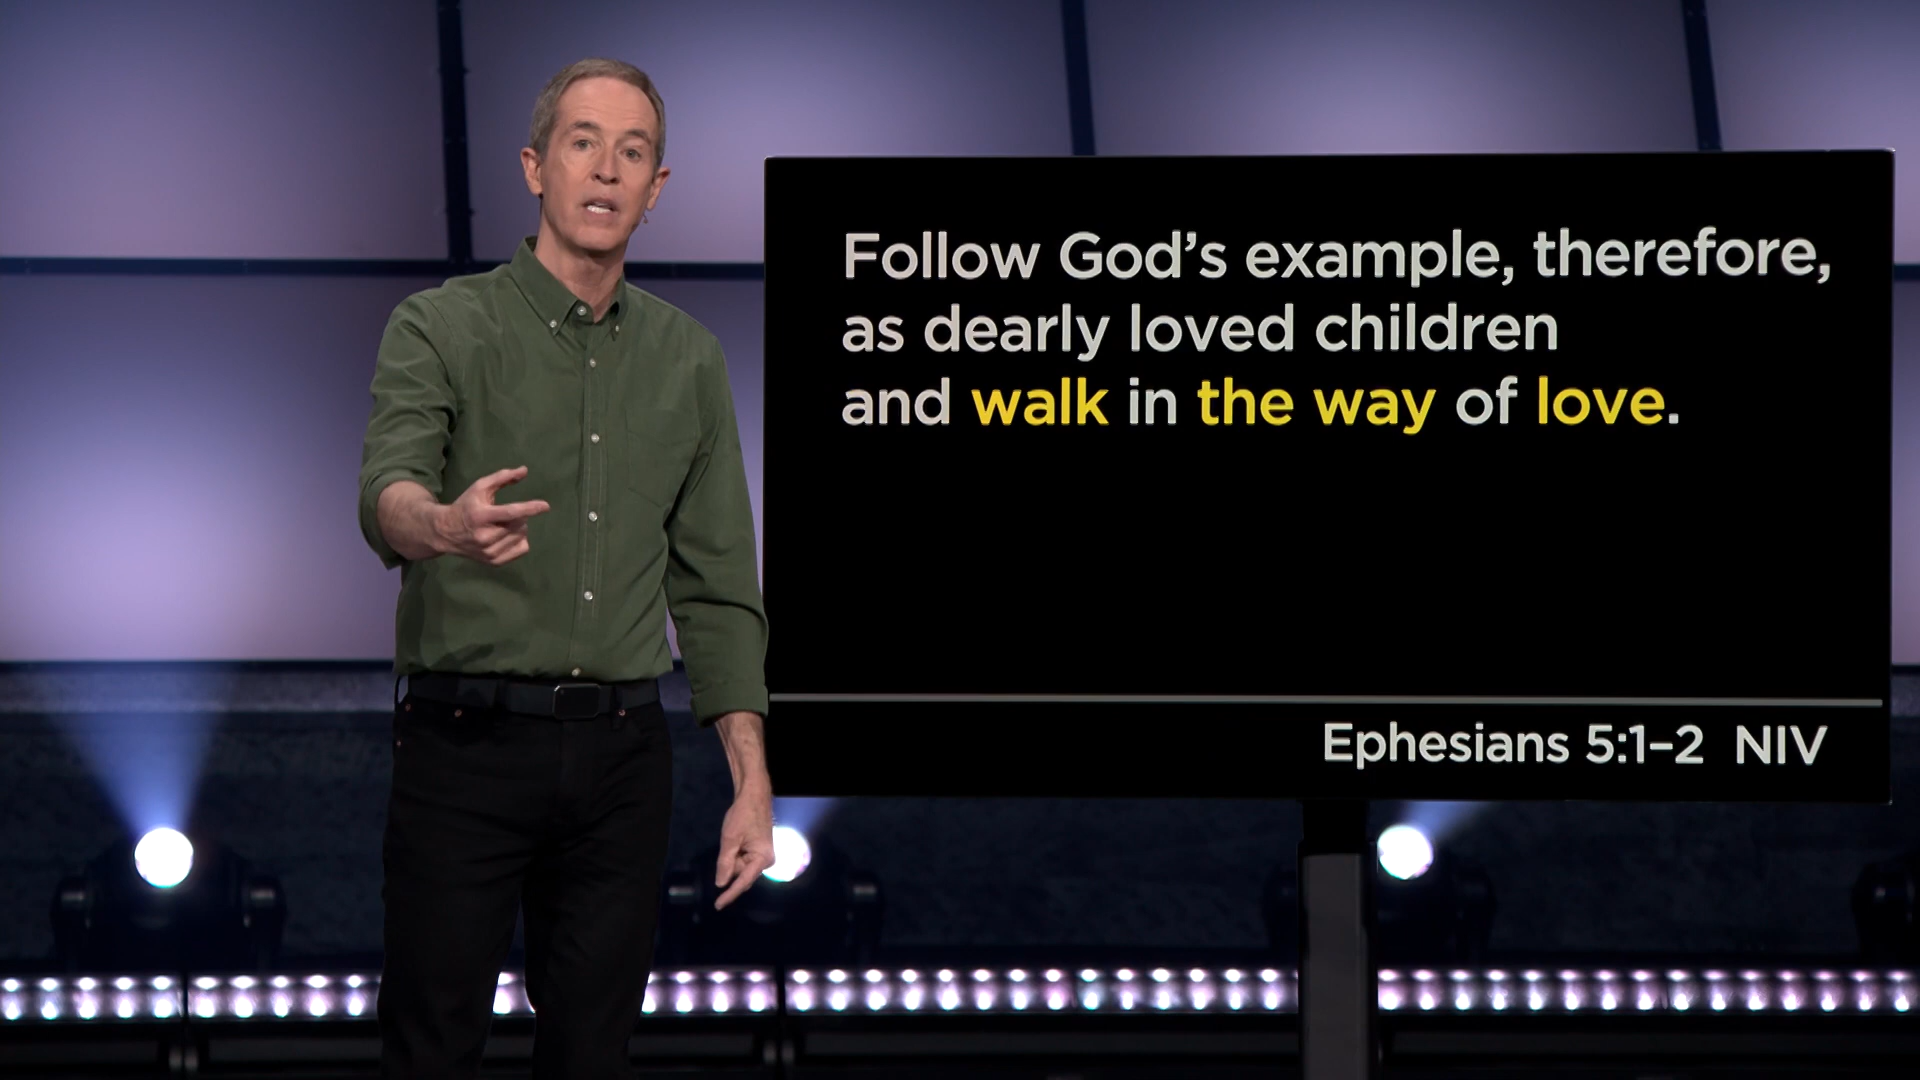 Follow God’s example, therefore,
as dearly loved children
and walk in the way of love.
Ephesians 5:1–2 NIV